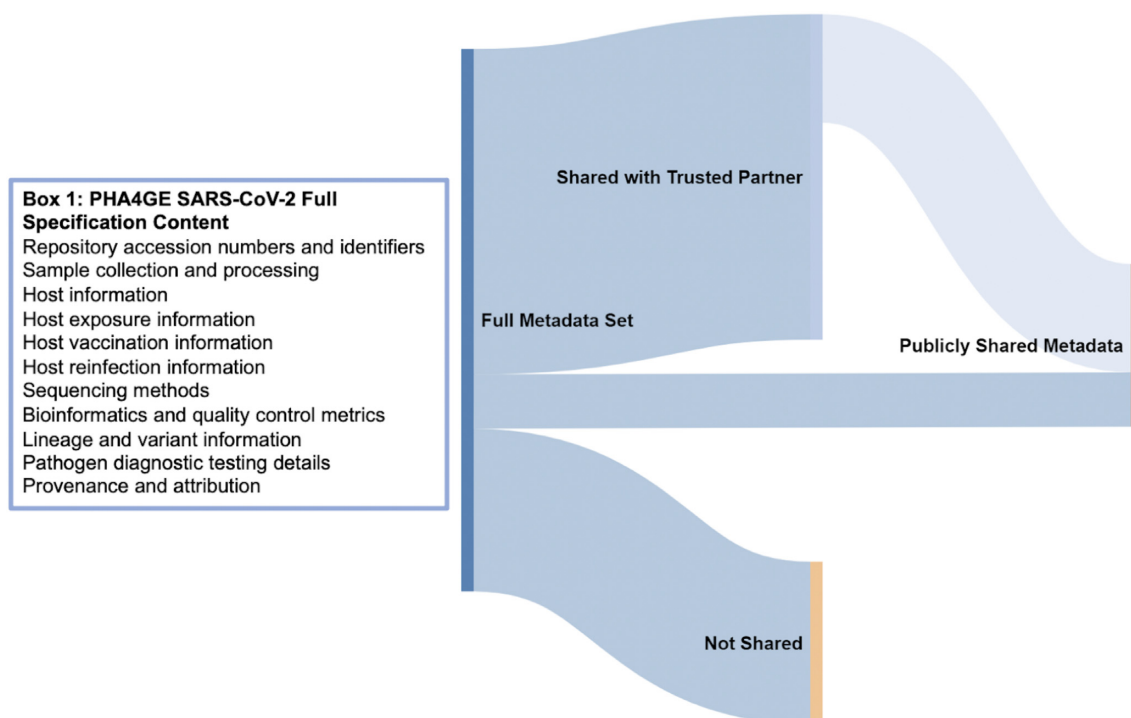 Box 1: PHA4GE SARS-CoV-2 Full
Specification Content
Repository accession numbers and identifiers
Sample collection and processing
Host information
Host exposure information
Host vaccination information
Host reinfection information
Sequencing methods
Bioinformatics and quality control metrics
Lineage and variant information
Pathogen diagnostic testing details
Provenance and attribution
Full Metadata Set
Shared with Trusted Partner
Publicly Shared Metadata
Not Shared